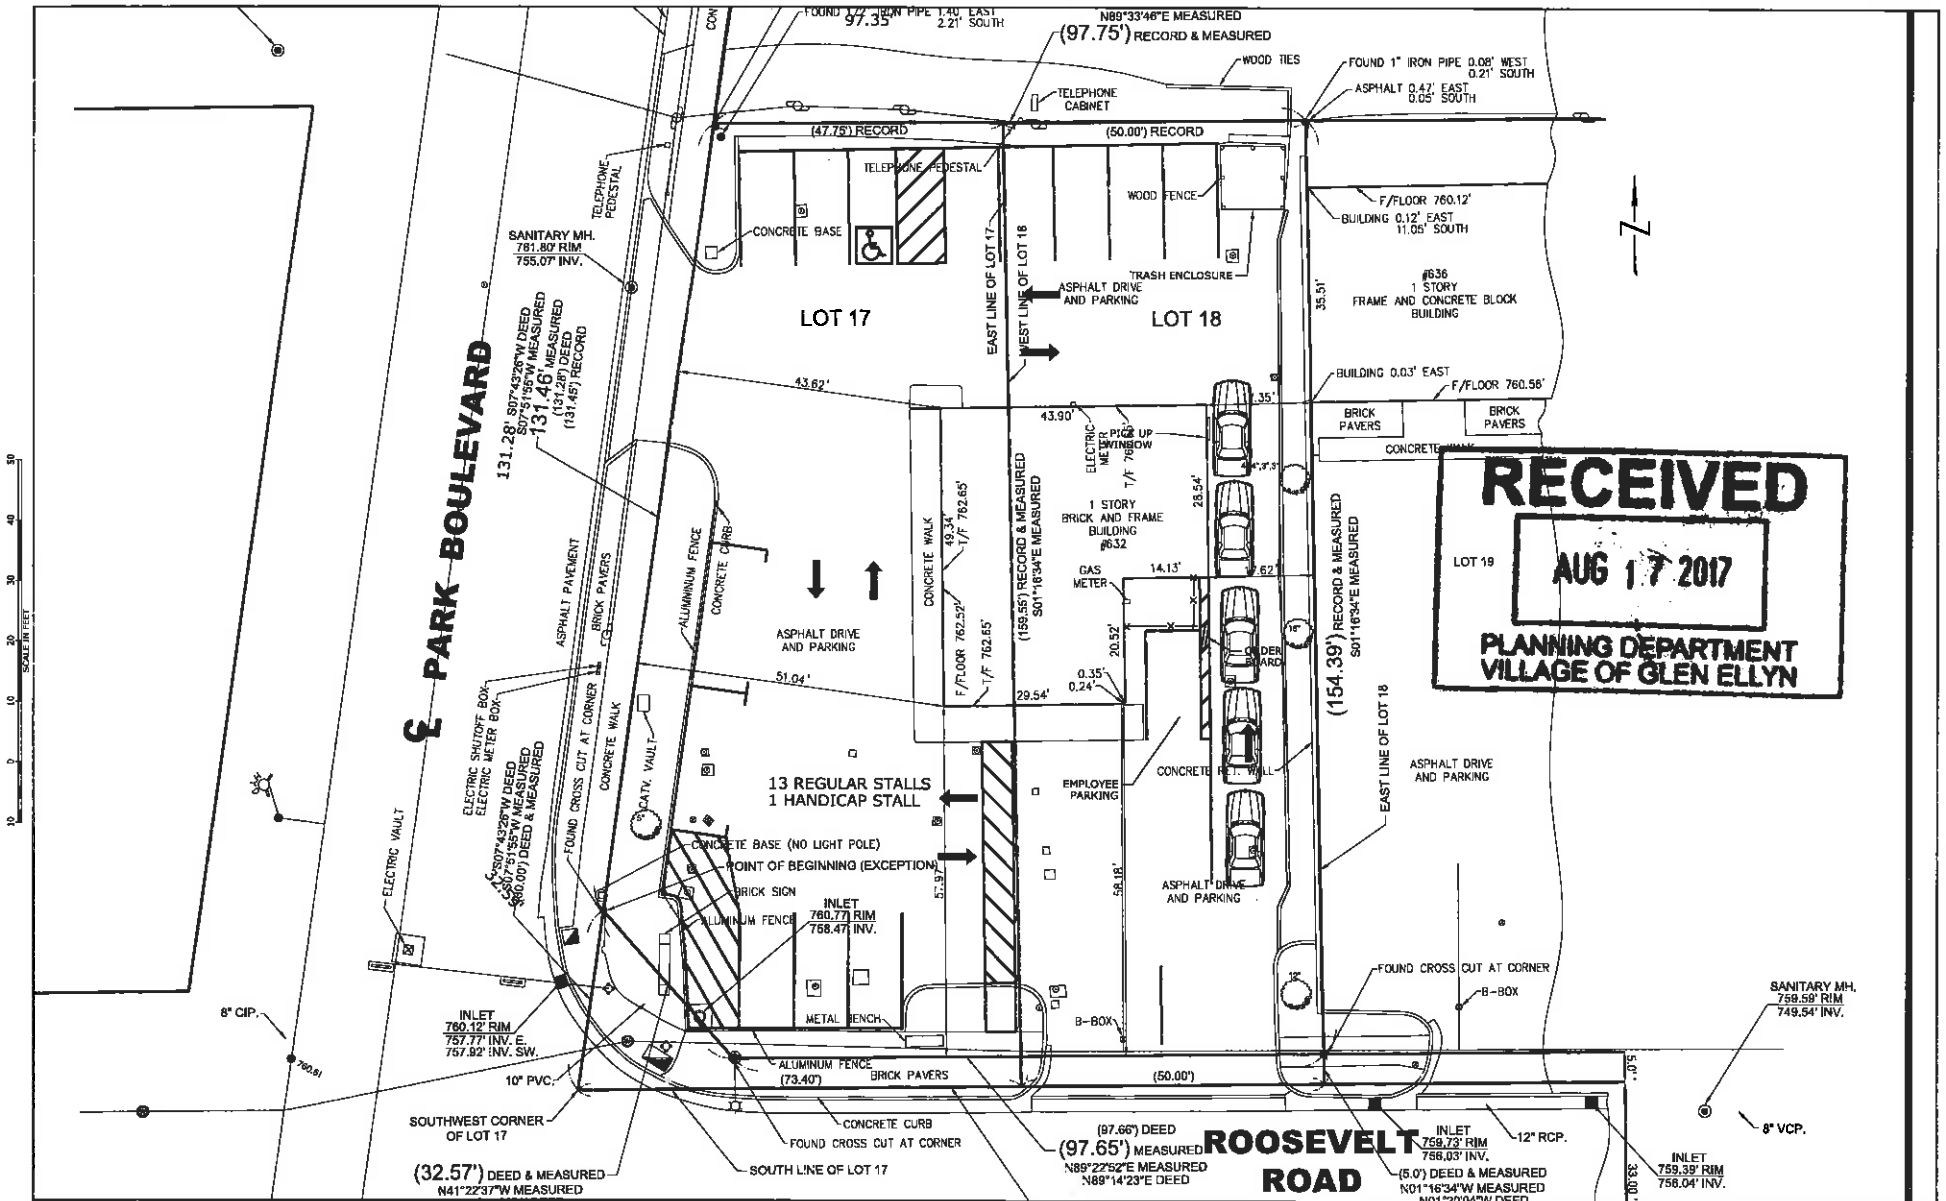 FOUND 1/2" IRON PIPE 1.40' EAST
2.21' SOUTH
97.35'
N89°33'46"E MEASURED
(97.75') RECORD & MEASURED
WOOD TIES
FOUND 1" IRON PIPE 0.08' WEST
0.21' SOUTH
ASPHALT 0.47' EAST
0.05' SOUTH
TELEPHONE
CABINET
CON
(47.75') RECORD
(50.00') RECORD
TELEPHONE PEDESTAL
TELEPHONE
PEDESTAL
WOOD FENCE
F/FLOOR 760.12'
BUILDING 0.12' EAST
11.05' SOUTH
N
SANITARY MH.
761.80' RIM
755.07' INV.
CONCRETE BASE
TRASH ENCLOSURE
ASPHALT DRIVE
AND PARKING
#636
1 STORY
FRAME AND CONCRETE BLOCK
BUILDING
35.51'
LOT 17
LOT 18
EAST LINE OF LOT 17
WEST LINE OF LOT 18
131.28' S07°43'26"W DEED
S07°51'55"W MEASURED
131.46' MEASURED
(131.28') DEED
(131.45') RECORD
PARK BOULEVARD
43.62'
43.90'
BUILDING 0.03' EAST
F/FLOOR 760.56'
BRICK
PAVERS
BRICK
PAVERS
CONCRETE WALK
PICK UP
WINDOW
ELECTRIC
METER
28.54'
1 STORY
BRICK AND FRAME
BUILDING
#632
GAS
METER
14.13'
CONCRETE WALK
49.34'
T/F 762.65'
(159.55') RECORD & MEASURED
S01°16'34"E MEASURED
(154.39') RECORD & MEASURED
S01°16'34"E MEASURED
RECEIVED
AUG 17 2017
PLANNING DEPARTMENT
VILLAGE OF GLEN ELLYN
LOT 19
ASPHALT PAVEMENT
BRICK PAVERS
ALUMINUM FENCE
CONCRETE CURB
ASPHALT DRIVE
AND PARKING
F/FLOOR 762.52'
T/F 762.65'
20.52'
ORDER
BOARD
0.35'
0.24'
51.04'
29.54'
50
40
30
20
10
0
10
SCALE IN FEET
ELECTRIC SHUTOFF BOX
ELECTRIC METER BOX
FOUND CROSS CUT AT CORNER
CONCRETE WALK
CATV. VAULT
13 REGULAR STALLS
1 HANDICAP STALL
EMPLOYEE
PARKING
CONCRETE RET. WALL
EAST LINE OF LOT 18
ASPHALT DRIVE
AND PARKING
S07°43'26"W DEED
S07°51'55"W MEASURED
DEED & MEASURED
ELECTRIC VAULT
CONCRETE BASE (NO LIGHT POLE)
POINT OF BEGINNING (EXCEPTION)
BRICK SIGN
ALUMINUM FENCE
INLET
760.77' RIM
758.47' INV.
57.97'
58.18'
ASPHALT DRIVE
AND PARKING
FOUND CROSS CUT AT CORNER
B-BOX
B-BOX
SANITARY MH.
759.59' RIM
749.54' INV.
8" CIP.
760.61
INLET
760.12' RIM
757.77' INV. E.
757.92' INV. SW.
METAL BENCH
10" PVC.
ALUMINUM FENCE
(73.40')
BRICK PAVERS
(50.00')
SOUTHWEST CORNER
OF LOT 17
CONCRETE CURB
FOUND CROSS CUT AT CORNER
SOUTH LINE OF LOT 17
(32.57') DEED & MEASURED
N41°22'37"W MEASURED
(97.66') DEED
(97.65') MEASURED
N89°22'52"E MEASURED
N89°14'23"E DEED
ROOSEVELT
ROAD
INLET
759.73' RIM
756.03' INV.
(5.0') DEED & MEASURED
N01°16'34"W MEASURED
12" RCP.
INLET
759.39' RIM
756.04' INV.
8" VCP.
5.0'
33.00'